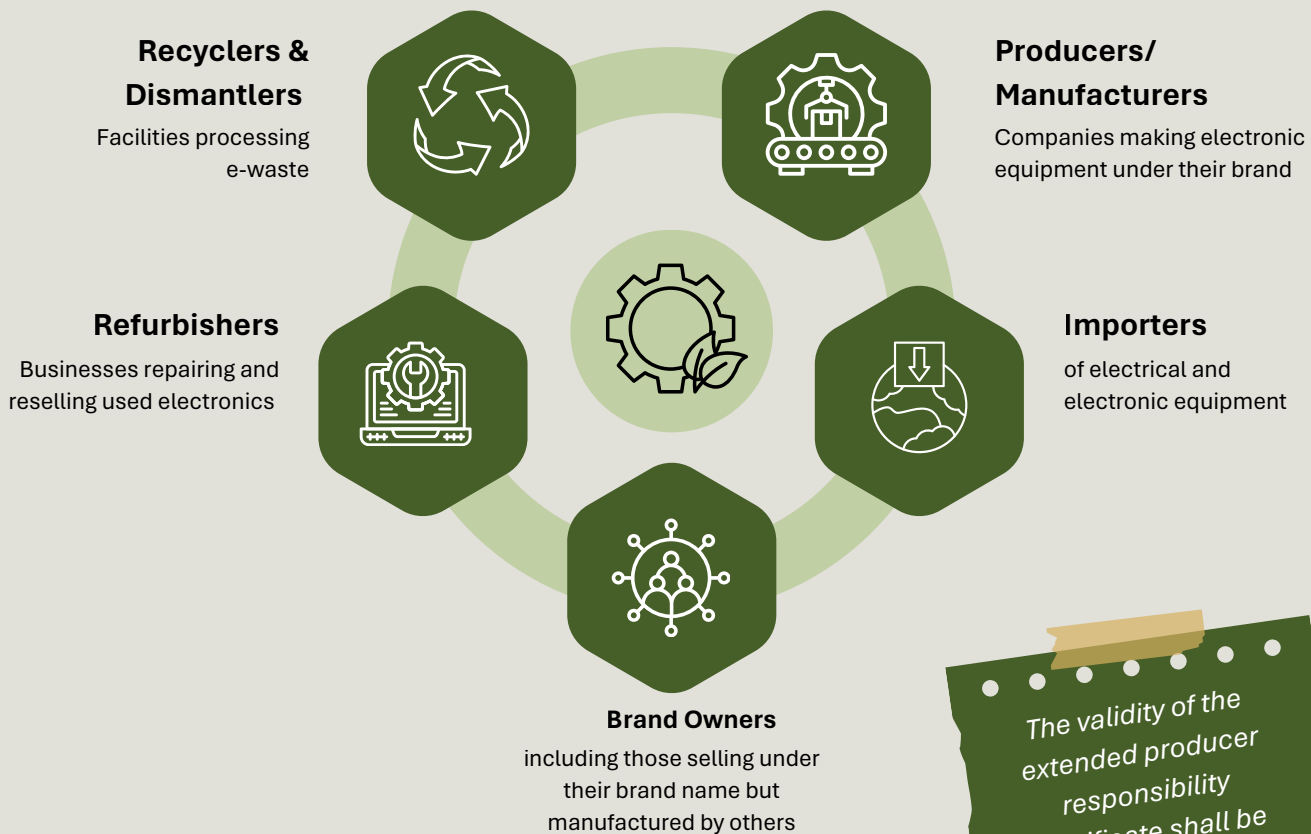 Recyclers &
Dismantlers
Facilities processing
e-waste
Producers/
Manufacturers
Companies making electronic
equipment under their brand
Refurbishers
Businesses repairing and
reselling used electronics
Importers
of electrical and
electronic equipment
Brand Owners
including those selling under
their brand name but
manufactured by others
The validity of the
extended producer
responsibility
shall be